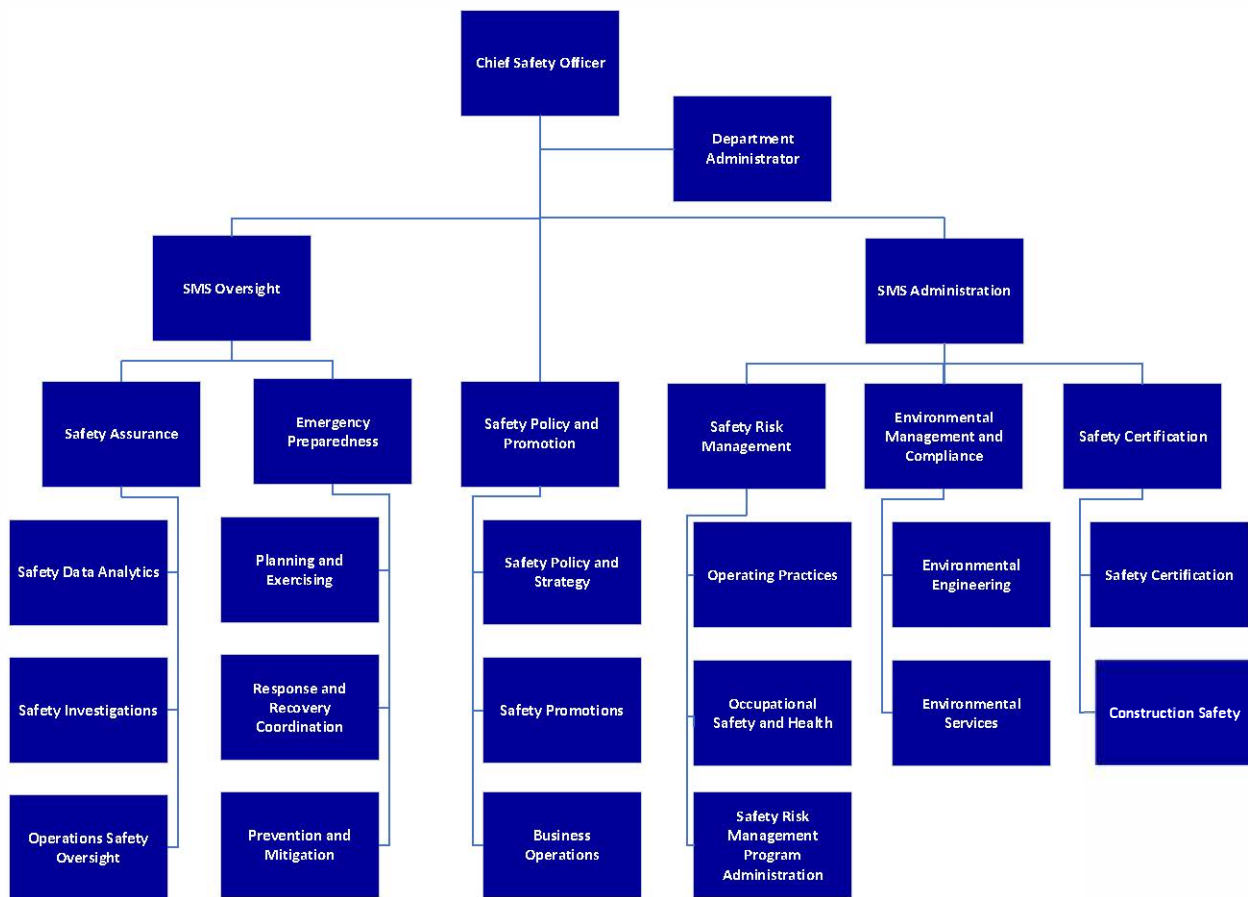 Chief Safety Officer
Department
Administrator
SMS Oversight
SMS Administration
Safety Assurance
Emergency
Preparedness
Safety Policy and
Promotion
Safety Risk
Management
Environmental
Management and
Compliance
Safety Certification
Safety Data Analytics
Planning and
Exercising
Safety Policy and
Strategy
Operating Practices
Environmental
Engineering
Safety Certification
Safety Investigations
Response and
Recovery
Coordination
Safety Promotions
Occupational
Safety and Health
Environmental
Services
Construction Safety
Operations Safety
Oversight
Prevention and
Mitigation
Business
Operations
Safety Risk
Management
Program
Administration